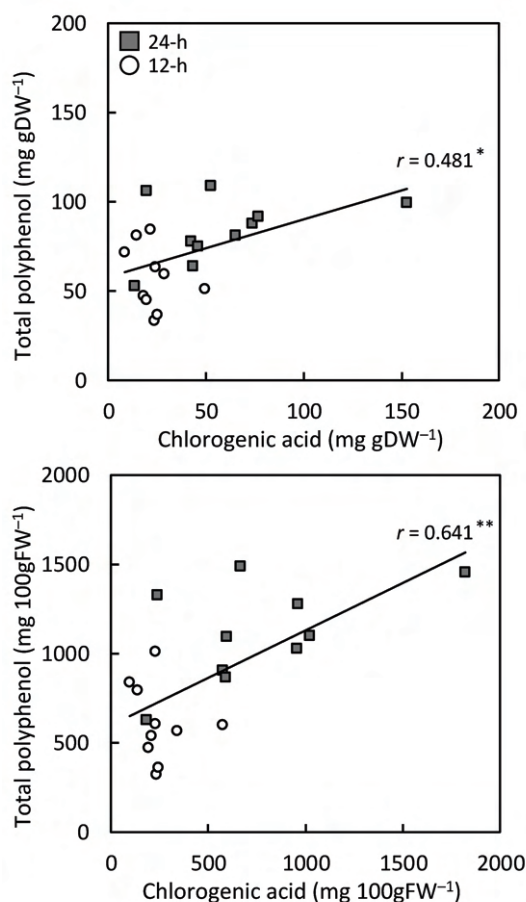 200
24-h
12-h
150
r = 0.481*
100
50
0
0 50 100 150 200
Total polyphenol (mg gDW⁻¹)
Chlorogenic acid (mg gDW⁻¹)
2000
r = 0.641**
1500
1000
500
0
0 500 1000 1500 2000
Total polyphenol (mg 100gFW⁻¹)
Chlorogenic acid (mg 100gFW⁻¹)